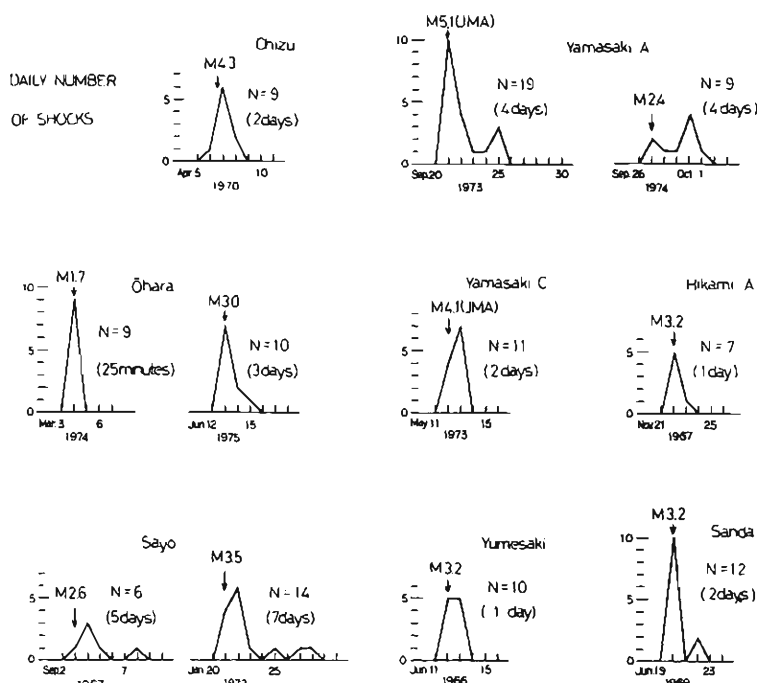 DAILY NUMBER
OF SHOCKS
Chizu
M4.3
N=9
(2days)
5
0
Apr. 5 10
1970
Yamasaki A
M5.1(JMA)
N=19
(4days)
10
5
0
Sep.20 25 30
1973
M2.4
N=9
(4days)
Sep. 26 Oct 1
1974
Ōhara
M1.7
N=9
(25minutes)
10
5
0
Mar. 3 6
1974
M3.0
N=10
(3days)
Jun 12 15
1975
Yamasaki C
M4.1(JMA)
N=11
(2days)
10
5
0
May 11 15
1973
Hikami A
M3.2
N=7
(1day)
5
0
Nov.21 25
1967
Sayo
M2.6
N=6
(5days)
5
0
Sep.2 7
1967
M3.5
N=14
(7days)
Jan. 20 25
Yumesaki
M3.2
N=10
(1 day)
5
0
Jun 11 15
1966
Sanda
M3.2
N=12
(2days)
10
5
0
Jun.19 23
1969